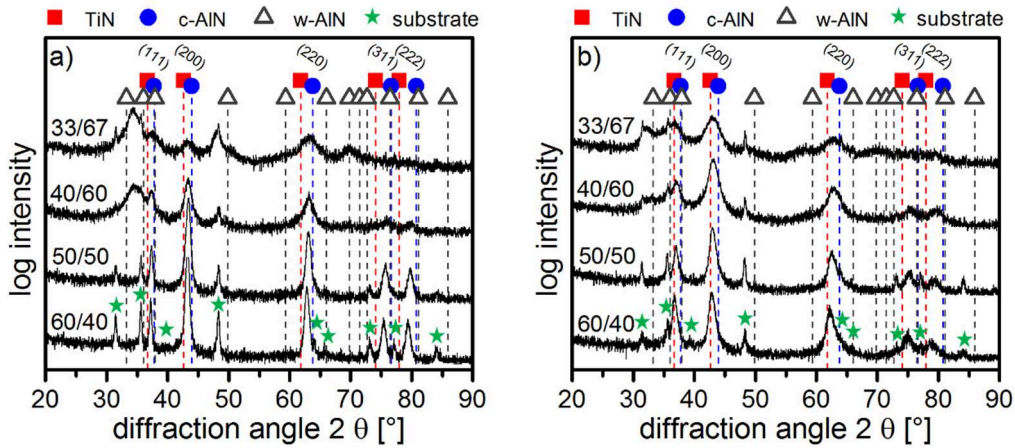 TiN c-AlN w-AlN substrate
a) (111) (200) (220) (311) (222)
33/67
40/60
50/50
60/40
log intensity
20 30 40 50 60 70 80 90
diffraction angle 2 θ [°]
TiN c-AlN w-AlN substrate
b) (111) (200) (220) (311) (222)
33/67
40/60
50/50
60/40
log intensity
20 30 40 50 60 70 80 90
diffraction angle 2 θ [°]